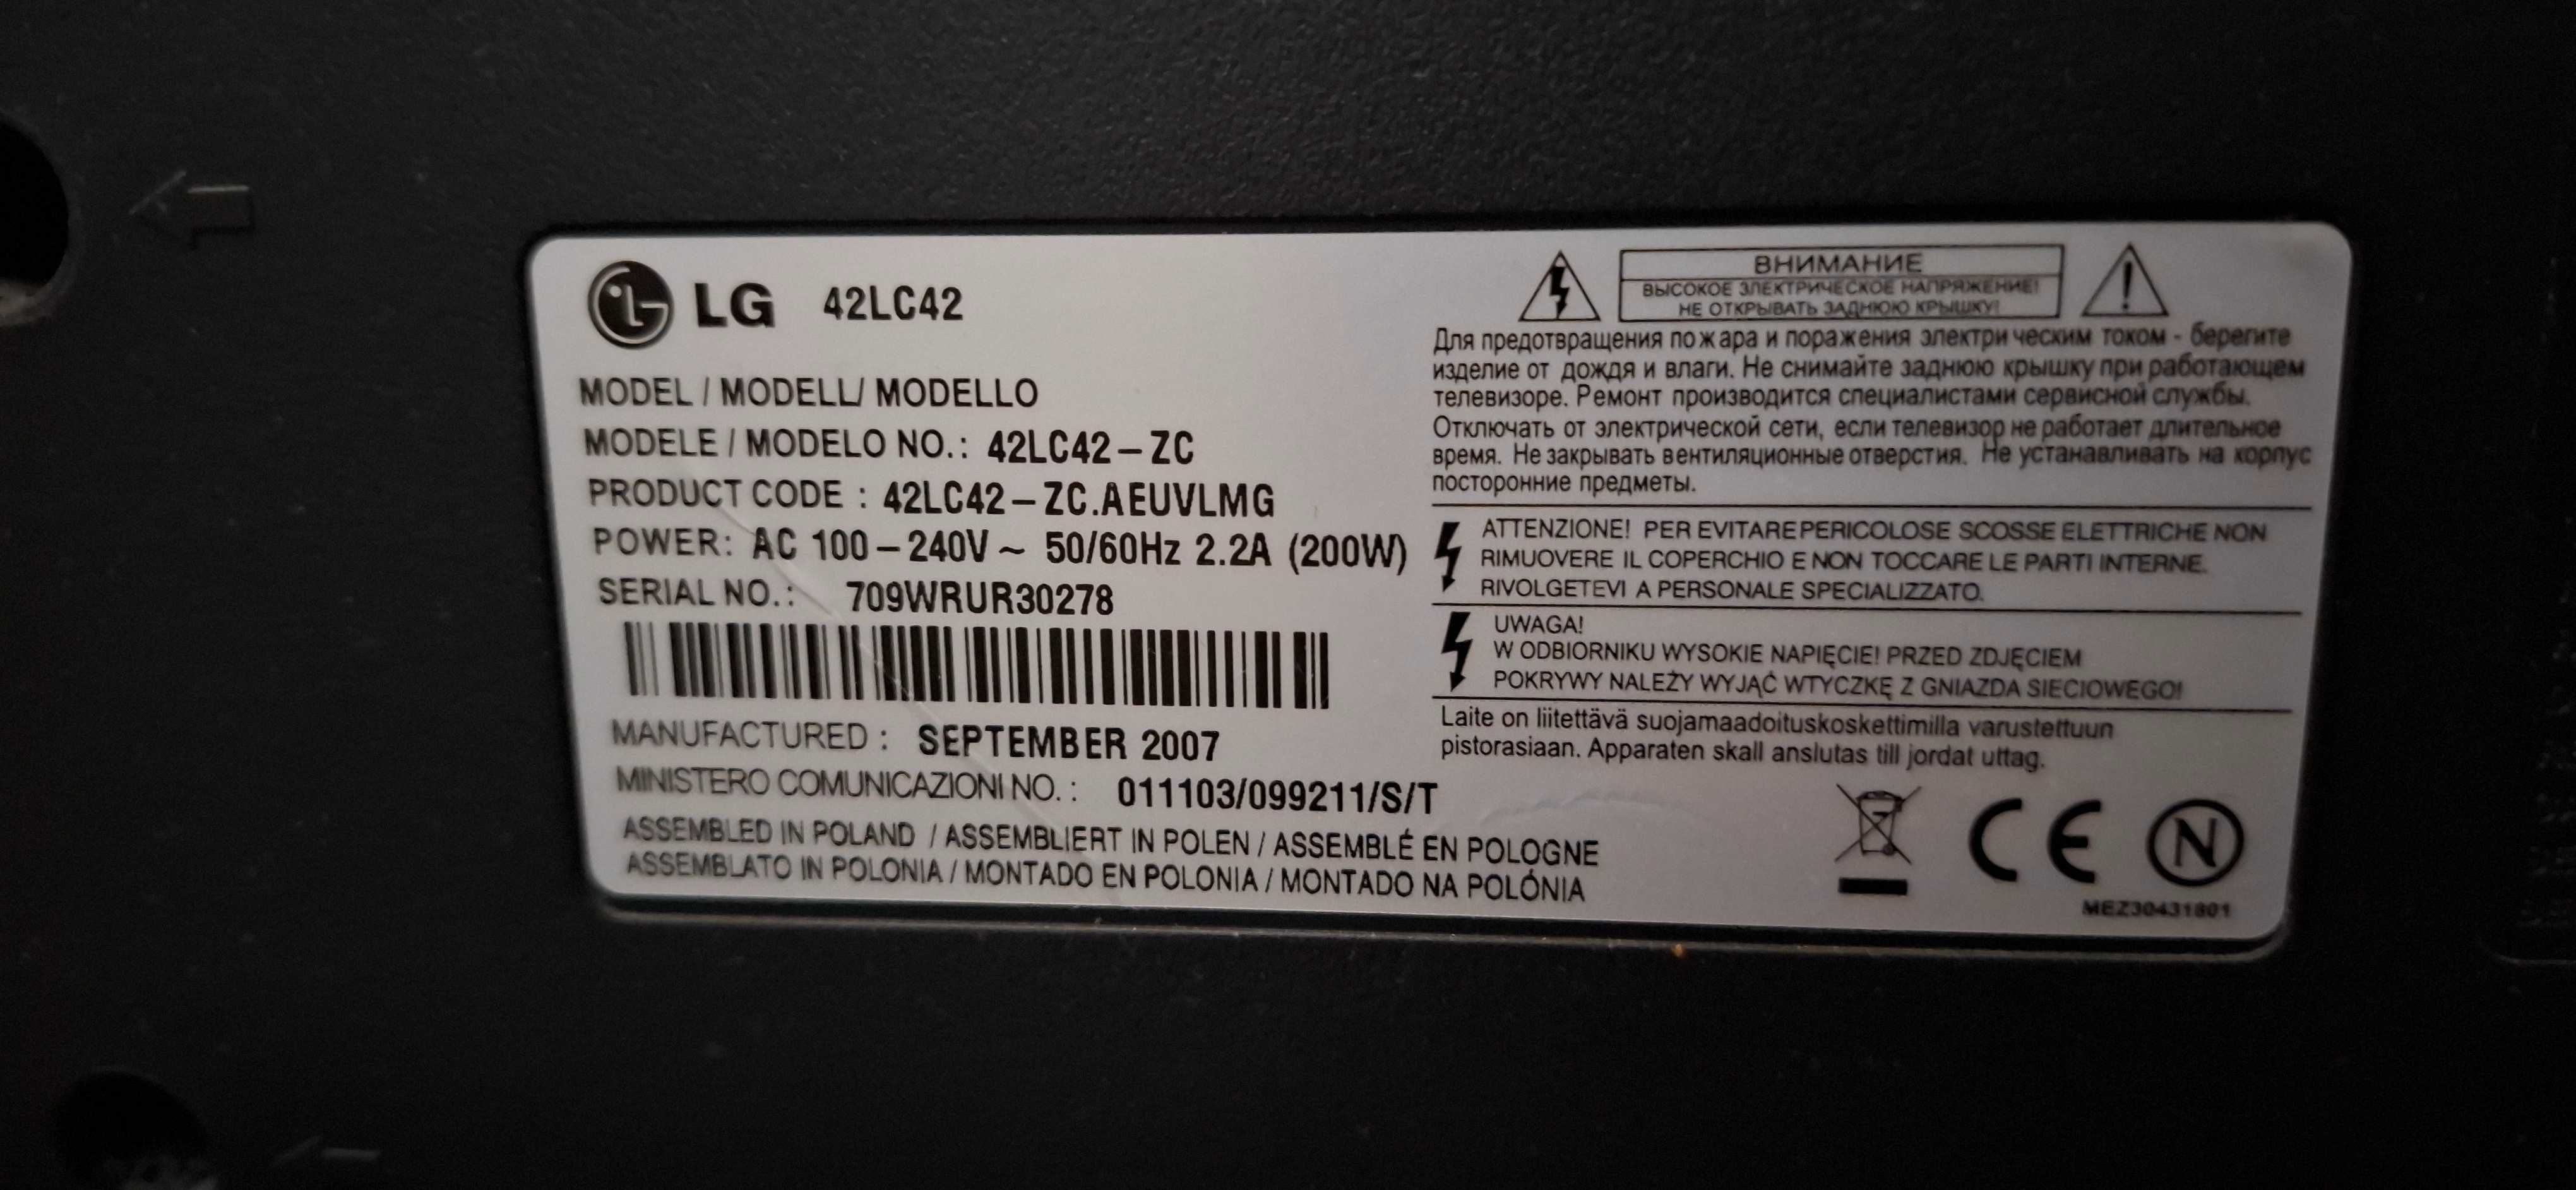 LG 42LC42
MODEL / MODELL/ MODELLO
MODELE / MODELO NO.: 42LC42-ZC
PRODUCT CODE : 42LC42-ZC.AEUVLMG
POWER: AC 100-240V~ 50/60Hz 2.2A (200W)
SERIAL NO.: 709WRUR30278
MANUFACTURED : SEPTEMBER 2007
MINISTERO COMUNICAZIONI NO. : 011103/099211/S/T
ASSEMBLED IN POLAND / ASSEMBLIERT IN POLEN / ASSEMBLÉ EN POLOGNE
ASSEMBLATO IN POLONIA / MONTADO EN POLONIA / MONTADO NA POLÓNIA
ВНИМАНИЕ
ВЫСОКОЕ ЭЛЕКТРИЧЕСКОЕ НАПРЯЖЕНИЕ!
НЕ ОТКРЫВАТЬ ЗАДНЮЮ КРЫШКУ!
Для предотвращения пожара и поражения электрическим током - берегите
изделие от дождя и влаги. Не снимайте заднюю крышку при работающем
телевизоре. Ремонт производится специалистами сервисной службы.
Отключать от электрической сети, если телевизор не работает длительное
время. Не закрывать вентиляционные отверстия. Не устанавливать на корпус
посторонние предметы.
ATTENZIONE! PER EVITARE PERICOLOSE SCOSSE ELETTRICHE NON
RIMUOVERE IL COPERCHIO E NON TOCCARE LE PARTI INTERNE.
RIVOLGETEVI A PERSONALE SPECIALIZZATO.
UWAGA!
W ODBIORNIKU WYSOKIE NAPIĘCIE! PRZED ZDJĘCIEM
POKRYWY NALEŻY WYJĄĆ WTYCZKĘ Z GNIAZDA SIECIOWEGO!
Laite on liitettävä suojamaadoituskoskettimilla varustettuun
pistorasiaan. Apparaten skall anslutas till jordat uttag.
CE N
MEZ30431801